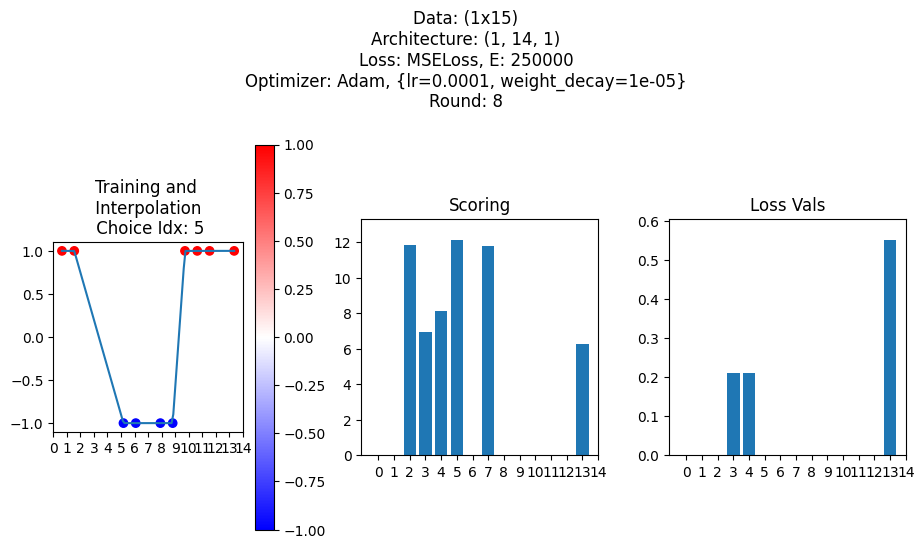 Data: (1x15)
Architecture: (1, 14, 1)
Loss: MSELoss, E: 250000
Optimizer: Adam, {lr=0.0001, weight_decay=1e-05}
Round: 8
Training and
Interpolation
Choice Idx: 5
1.0
0.5
0.0
−0.5
−1.0
0 1 2 3 4 5 6 7 8 9 10 11 12 13 14
1.00
0.75
0.50
0.25
0.00
−0.25
−0.50
−0.75
−1.00
Scoring
12
10
8
6
4
2
0
0 1 2 3 4 5 6 7 8 9 10 11 12 13 14
Loss Vals
0.6
0.5
0.4
0.3
0.2
0.1
0.0
0 1 2 3 4 5 6 7 8 9 10 11 12 13 14